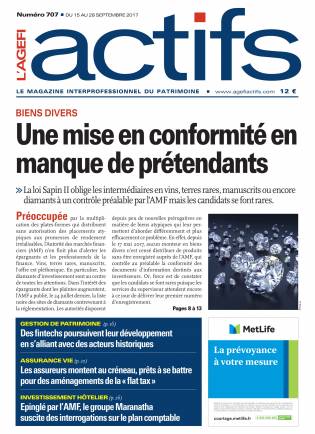 Numéro 707 ■ DU 15 AU 28 SEPTEMBRE 2017
L'AGEFI
actifs
LE MAGAZINE INTERPROFESSIONNEL DU PATRIMOINE ■ www.agefiactifs.com 12 €
BIENS DIVERS
Une mise en conformité en
manque de prétendants
» La loi Sapin II oblige les intermédiaires en vins, terres rares, manuscrits ou encore
diamants à un contrôle préalable par l'AMF mais les candidats se font rares.
Préoccupée par la multiplication
des plates-formes qui distribuent
sans autorisation des placements atypiques
aux promesses de rendement
irréalisables, l'Autorité des marchés financiers
(AMF) n'en finit plus d'alerter les
épargnants et les professionnels de la
finance. Vins, terres rares, manuscrits,
l'offre est pléthorique. En particulier, les
diamants d'investissement sont au centre
de toutes les attentions. Dans l'intérêt des
épargnants dont les plaintes augmentent,
l'AMF a publié, le 24 juillet dernier, la liste
noire des sites de diamants contrevenant à
la réglementation. Les autorités disposent
depuis peu de nouvelles prérogatives en
matière de biens atypiques qui leur permettent
d'aborder différemment et plus
efficacement ce problème. En effet, depuis
le 17 mai 2017, aucun montage en biens
divers n'est censé être distribué de produits
sans être enregistré auprès de l'AMF, qui
contrôle au préalable la conformité des
documents d'information destinés aux
investisseurs. Or, force est de constater
que les candidats se font rares puisque les
services du superviseur attendent encore
à ce jour de délivrer leur premier numéro
d'enregistrement.
Pages 8 à 13
GESTION DE PATRIMOINE (p.16)
Des fintechs poursuivent leur développement
en s'alliant avec des acteurs historiques
ASSURANCE VIE (p.20)
Les assureurs montent au créneau, prêts à se battre
pour des aménagements de la « flat tax »
INVESTISSEMENT HÔTELIER (p.26)
Epinglé par l'AMF, le groupe Maranatha
suscite des interrogations sur le plan comptable
MetLife
La prévoyance
à votre mesure
courtage.metlife.fr